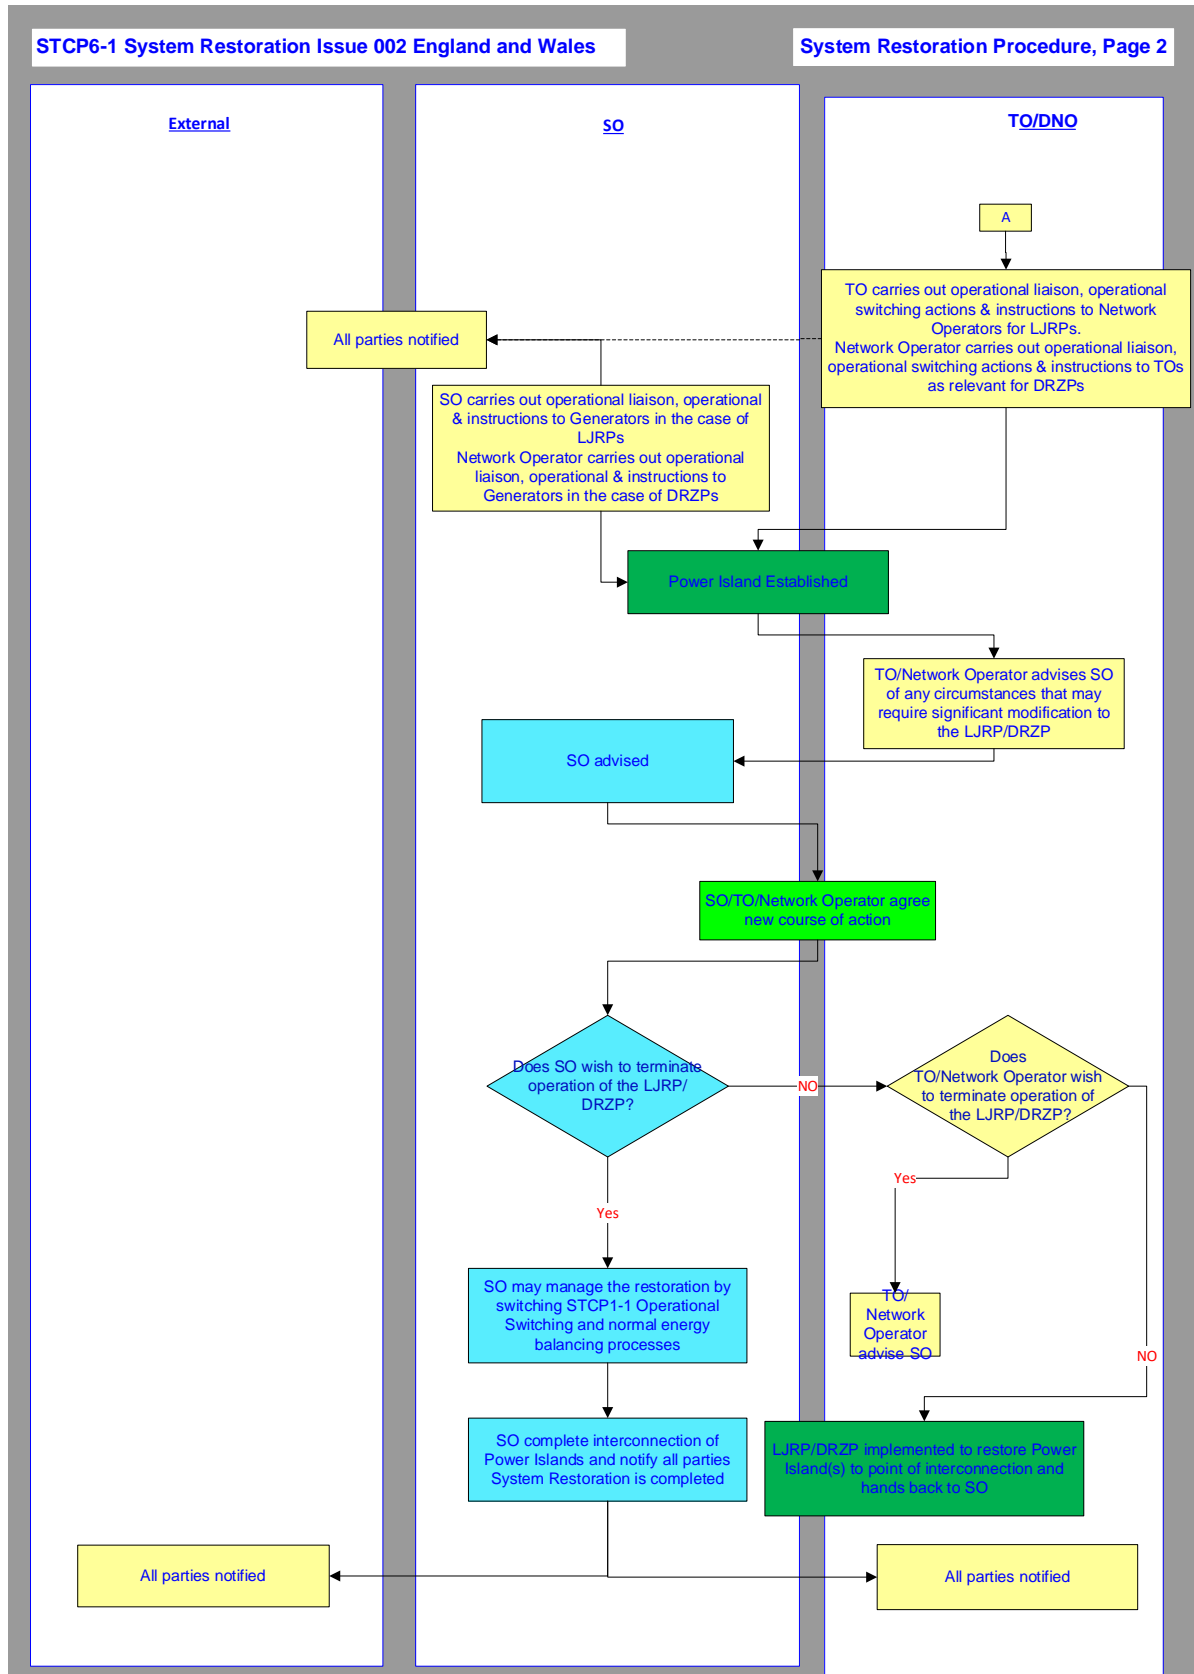 STCP6-1 System Restoration Issue 002 England and Wales
System Restoration Procedure, Page 2
External
SO
TO/DNO
A
TO carries out operational liaison, operational
switching actions & instructions to Network
Operators for LJRPs.
Network Operator carries out operational liaison,
operational switching actions & instructions to TOs
as relevant for DRZPs
All parties notified
SO carries out operational liaison, operational
& instructions to Generators in the case of
LJRPs
Network Operator carries out operational
liaison, operational & instructions to
Generators in the case of DRZPs
Power Island Established
TO/Network Operator advises SO
of any circumstances that may
require significant modification to
the LJRP/DRZP
SO advised
SO/TO/Network Operator agree
new course of action
Does SO wish to terminate
operation of the LJRP/
DRZP?
NO
Does
TO/Network Operator wish
to terminate operation of
the LJRP/DRZP?
Yes
Yes
SO may manage the restoration by
switching STCP1-1 Operational
Switching and normal energy
balancing processes
TO/
Network
Operator
advise SO
NO
SO complete interconnection of
Power Islands and notify all parties
System Restoration is completed
LJRP/DRZP implemented to restore Power
Island(s) to point of interconnection and
hands back to SO
All parties notified
All parties notified